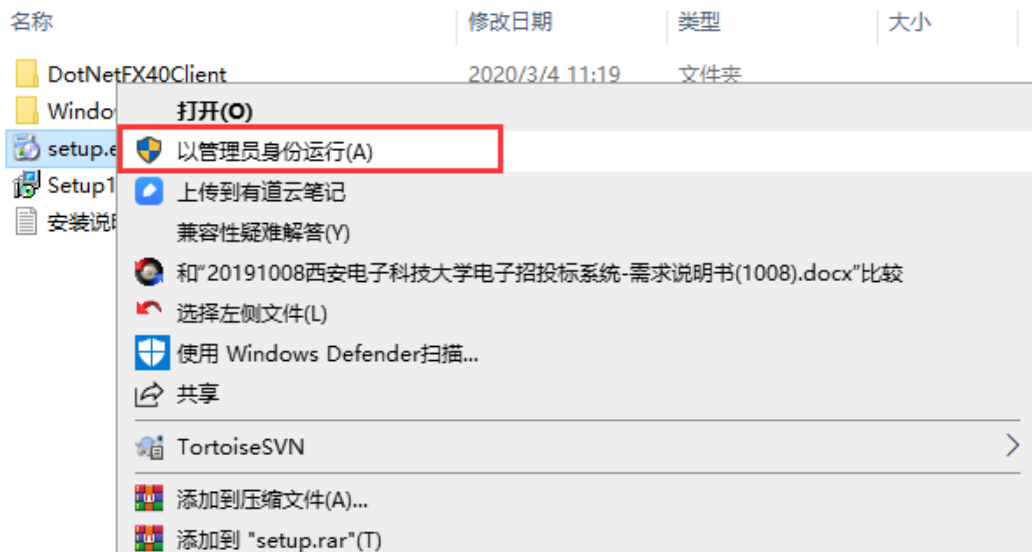 名称 修改日期 类型 大小
DotNetFX40Client 2020/3/4 11:19 文件夹
Windo
打开(O)
setup.e
以管理员身份运行(A)
Setup1
上传到有道云笔记
安装说
兼容性疑难解答(Y)
和"20191008西安电子科技大学电子招投标系统-需求说明书(1008).docx"比较
选择左侧文件(L)
使用 Windows Defender扫描...
共享
TortoiseSVN
添加到压缩文件(A)...
添加到 "setup.rar"(T)